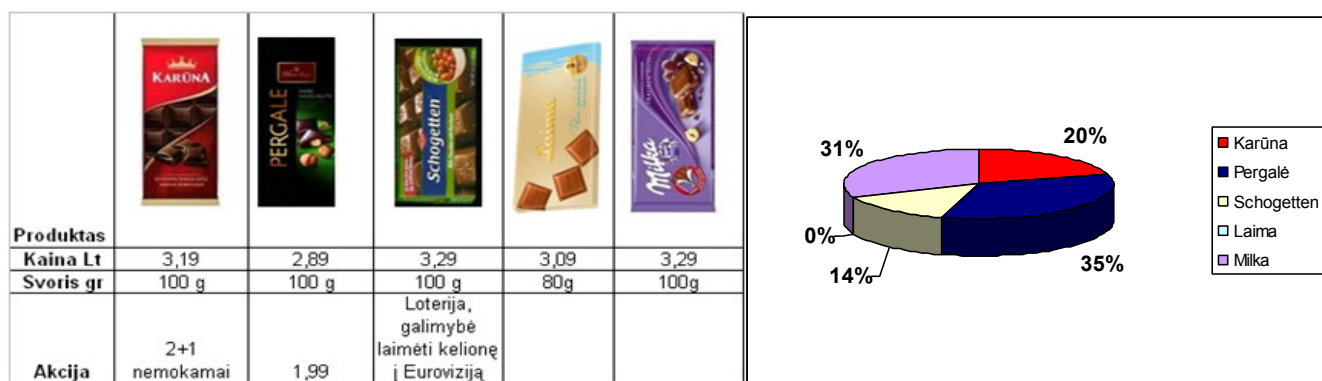 KARŪNA
PERGALĖ
Schogetten
Laima
Milka
Produktas
Kaina Lt 3,19 2,89 3,29 3,09 3,29
Svoris gr 100 g 100 g 100 g 80g 100g
Akcija 2+1 nemokamai 1,99 Loterija, galimybė laimėti kelionę į Euroviziją
31%
20%
0%
14%
35%
Karūna
Pergalė
Schogetten
Laima
Milka